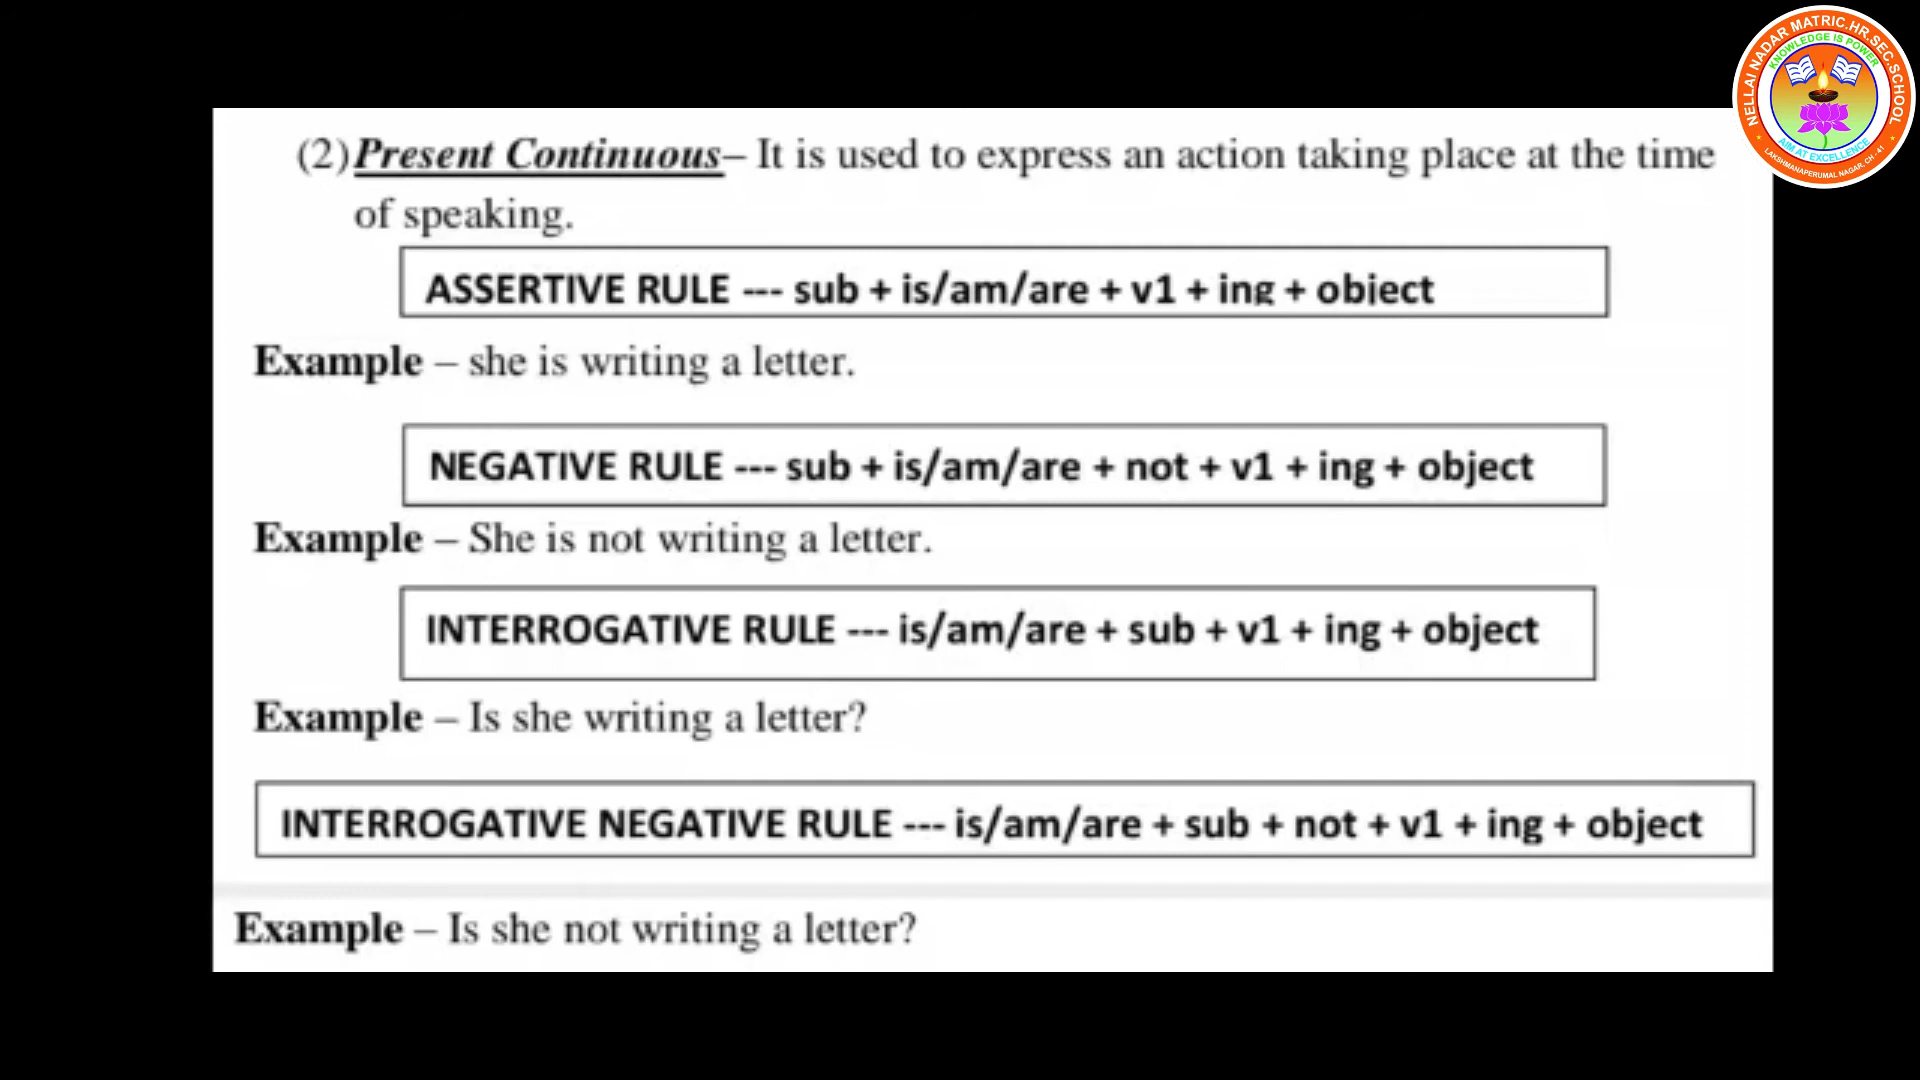 NELLAI NADAR MATRIC.HR.SEC.SCHOOL
KNOWLEDGE IS POWER
AIM AT EXCELLENCE
LAKSHMANAPERUMAL NAGAR, CH - 41
(2) Present Continuous– It is used to express an action taking place at the time
of speaking.
ASSERTIVE RULE --- sub + is/am/are + v1 + ing + object
Example – she is writing a letter.
NEGATIVE RULE --- sub + is/am/are + not + v1 + ing + object
Example – She is not writing a letter.
INTERROGATIVE RULE --- is/am/are + sub + v1 + ing + object
Example – Is she writing a letter?
INTERROGATIVE NEGATIVE RULE --- is/am/are + sub + not + v1 + ing + object
Example – Is she not writing a letter?